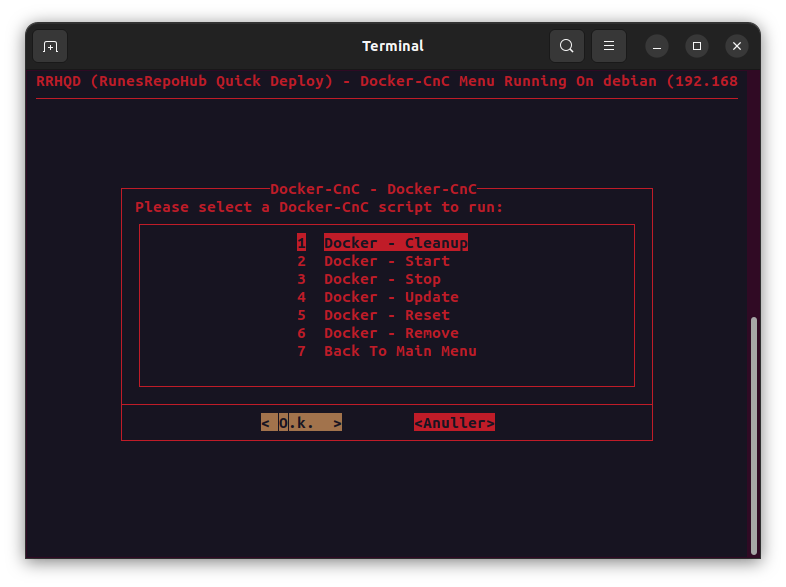 Terminal
RRHQD (RunesRepoHub Quick Deploy) - Docker-CnC Menu Running On debian (192.168
Docker-CnC - Docker-CnC
Please select a Docker-CnC script to run:
1 Docker - Cleanup
2 Docker - Start
3 Docker - Stop
4 Docker - Update
5 Docker - Reset
6 Docker - Remove
7 Back To Main Menu
< O.k. > <Anuller>